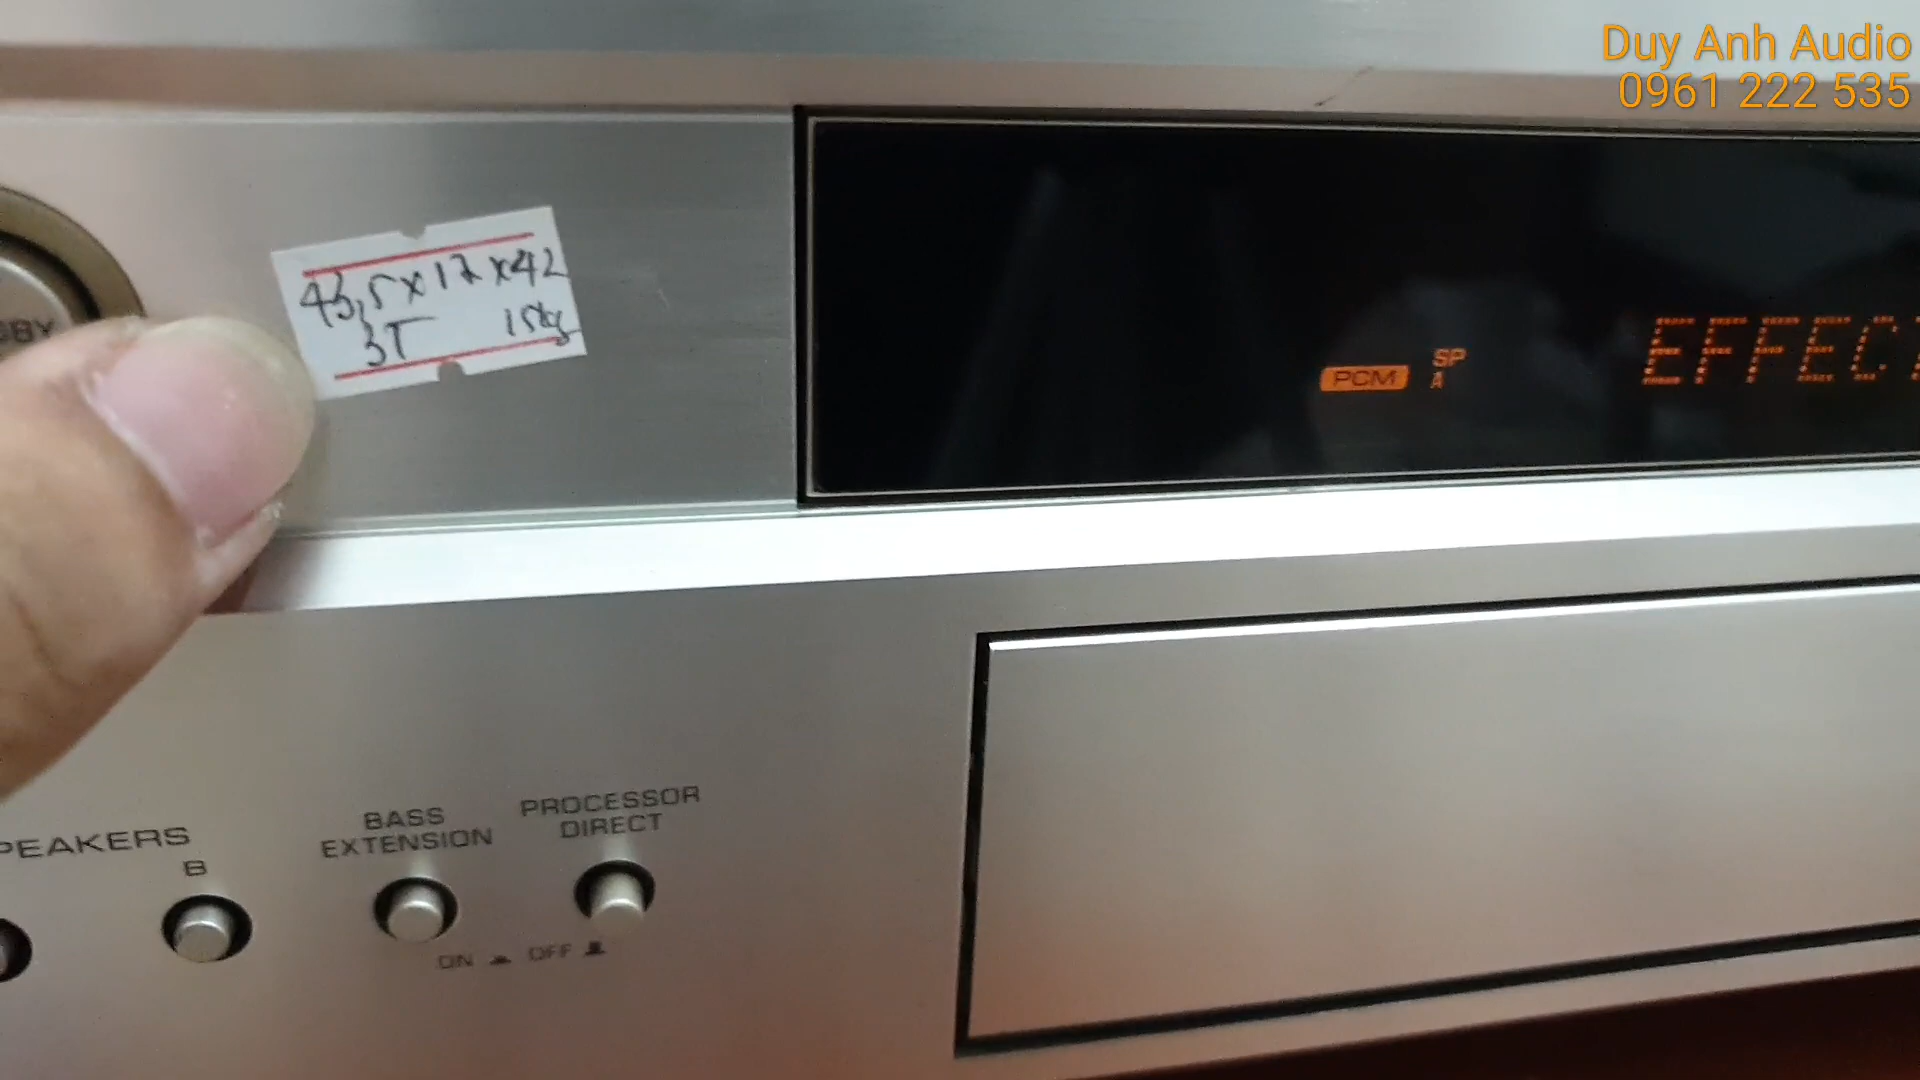 Duy Anh Audio
0961 222 535
43,5x17x42
3T 15kg
PCM
SP
A
EFFECT
SPEAKERS
B
BASS
EXTENSION
PROCESSOR
DIRECT
ON OFF